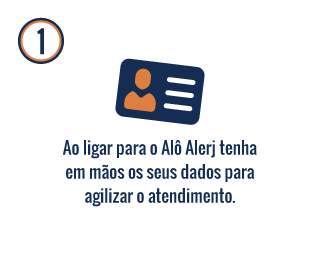 1
Ao ligar para o Alô Alerj tenha
em mãos os seus dados para
agilizar o atendimento.